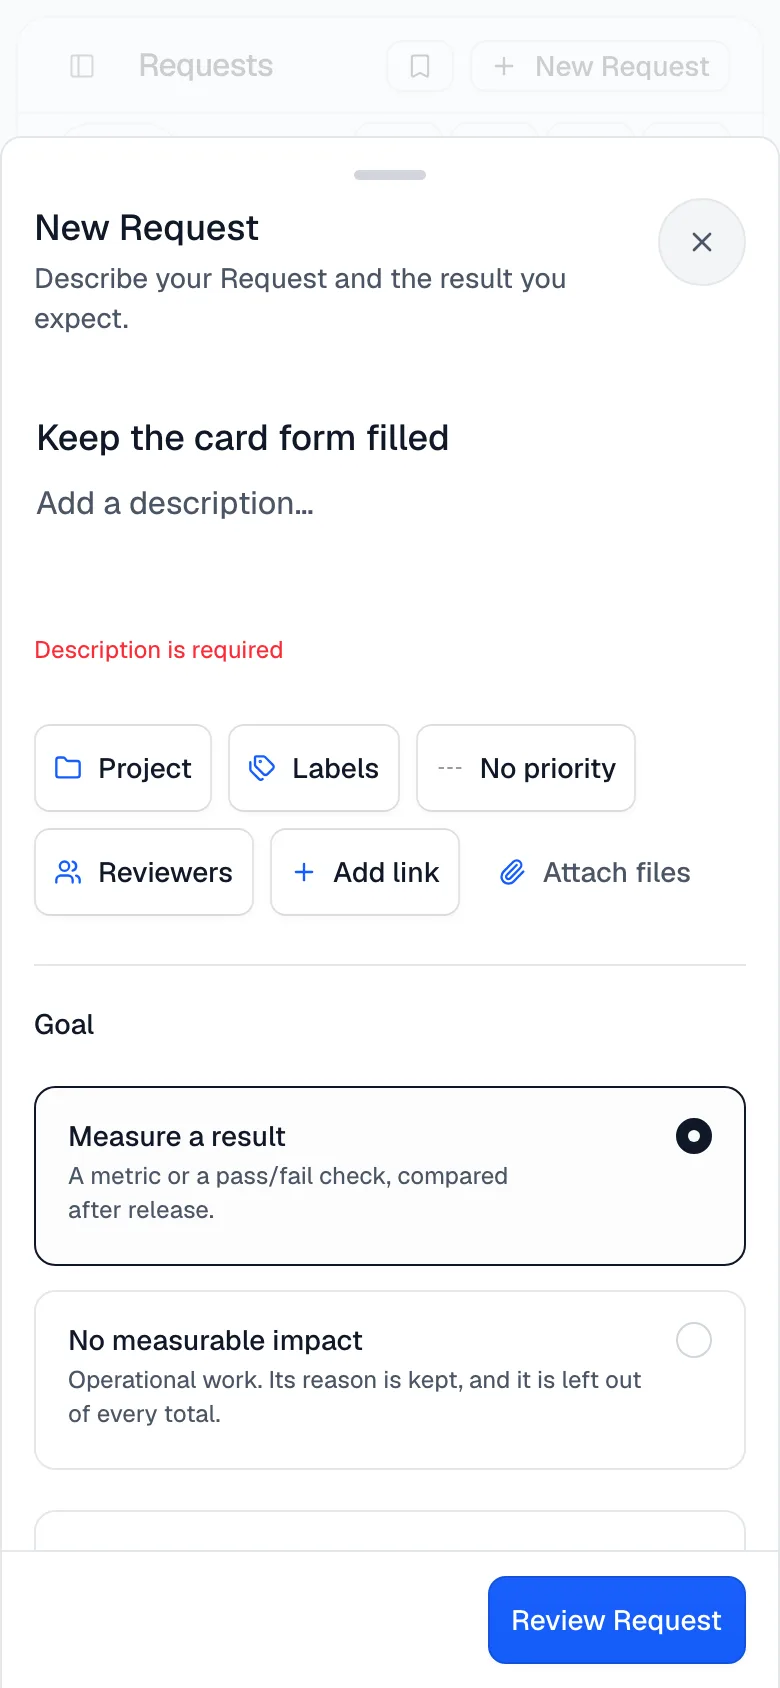 Requests
New Request
New Request
Describe your Request and the result you
expect.
Keep the card form filled
Add a description...
Description is required
Project
Labels
No priority
Reviewers
Add link
Attach files
Goal
Measure a result
A metric or a pass/fail check, compared
after release.
No measurable impact
Operational work. Its reason is kept, and it is left out
of every total.
Review Request